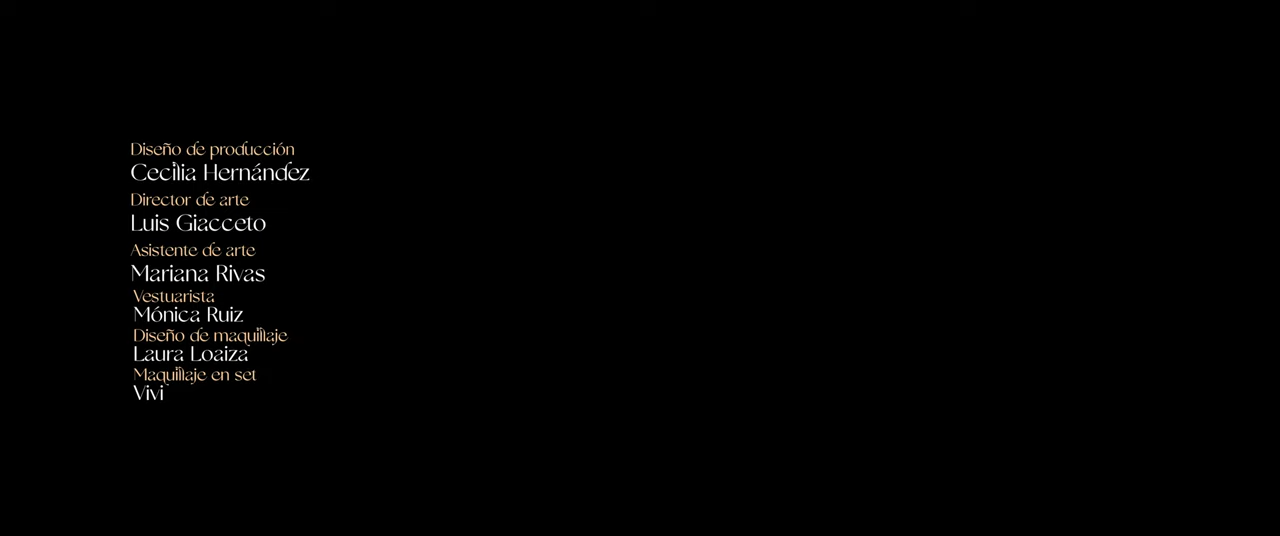 Diseño de producción
Cecilia Hernández
Director de arte
Luis Giacceto
Asistente de arte
Mariana Rivas
Vestuarista
Mónica Ruiz
Diseño de maquillaje
Laura Loaiza
Maquillaje en set
Vivi